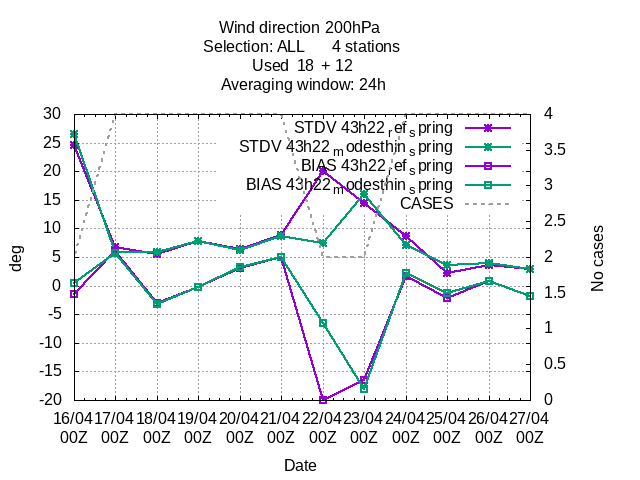 Wind direction 200hPa
Selection: ALL 4 stations
Used 18 + 12
Averaging window: 24h
30 4
STDV 43h22refspring
25 3.5
STDV 43h22modesthinspring
BIAS 43h22refspring
20 3
BIAS 43h22modesthinspring
15 2.5
CASES
10
5 2
0 1.5
-5 1
-10 0.5
-15
-20 0
deg
No cases
16/04 17/04 18/04 19/04 20/04 21/04 22/04 23/04 24/04 25/04 26/04 27/04
00Z 00Z 00Z 00Z 00Z 00Z 00Z 00Z 00Z 00Z 00Z 00Z
Date